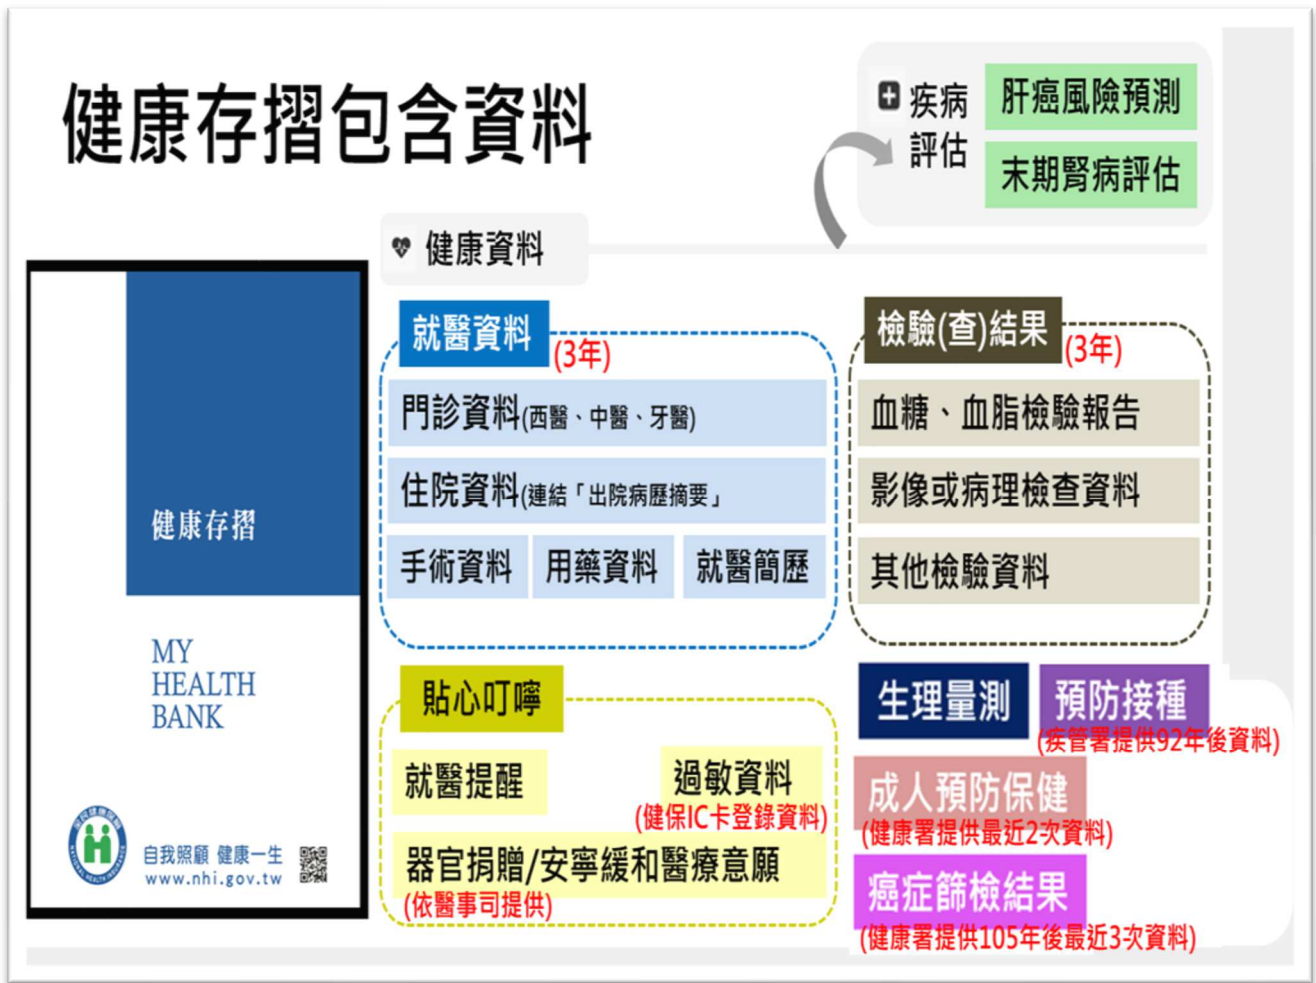 健康存摺包含資料
疾病
評估
肝癌風險預測
末期腎病評估
健康資料
就醫資料
(3年)
門診資料(西醫、中醫、牙醫)
住院資料(連結「出院病歷摘要」
手術資料
用藥資料
就醫簡歷
檢驗(查)結果
(3年)
血糖、血脂檢驗報告
影像或病理檢查資料
其他檢驗資料
貼心叮嚀
就醫提醒
過敏資料
(健保IC卡登錄資料)
器官捐贈/安寧緩和醫療意願
(依醫事司提供)
生理量測
預防接種
(疾管署提供92年後資料)
成人預防保健
(健康署提供最近2次資料)
癌症篩檢結果
(健康署提供105年後最近3次資料)
健康存摺
MY
HEALTH
BANK
全民健康保險
NATIONAL HEALTH INSURANCE
自我照顧 健康一生
www.nhi.gov.tw